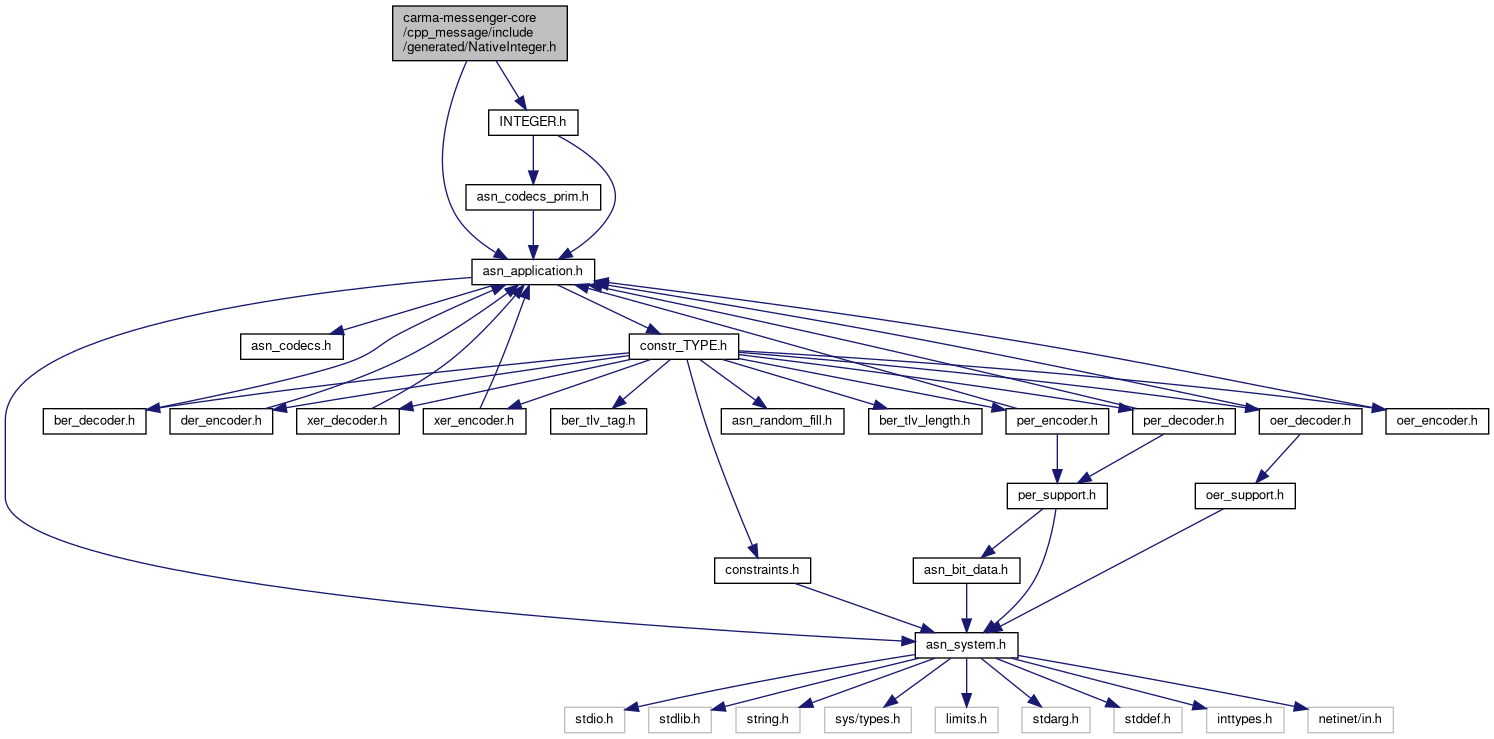 carma-messenger-core
/cpp_message/include
/generated/NativeInteger.h
INTEGER.h
asn_codecs_prim.h
asn_application.h
asn_codecs.h
constr_TYPE.h
ber_decoder.h
der_encoder.h
xer_decoder.h
xer_encoder.h
ber_tlv_tag.h
asn_random_fill.h
ber_tlv_length.h
per_encoder.h
per_decoder.h
oer_decoder.h
oer_encoder.h
per_support.h
oer_support.h
constraints.h
asn_bit_data.h
asn_system.h
stdio.h
stdlib.h
string.h
sys/types.h
limits.h
stdarg.h
stddef.h
inttypes.h
netinet/in.h